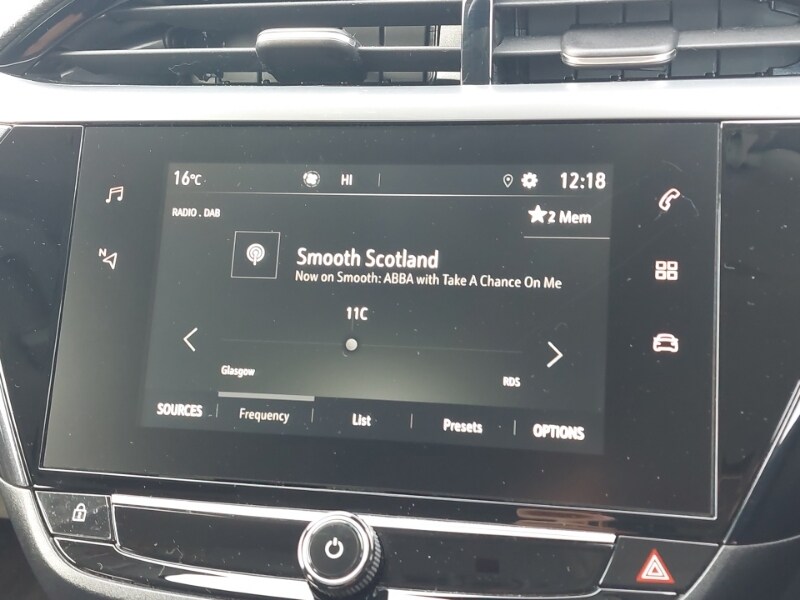 16°C HI 12:18
RADIO . DAB
2 Mem
Smooth Scotland
Now on Smooth: ABBA with Take A Chance On Me
N
11C
Glasgow
RDS
SOURCES Frequency List Presets OPTIONS